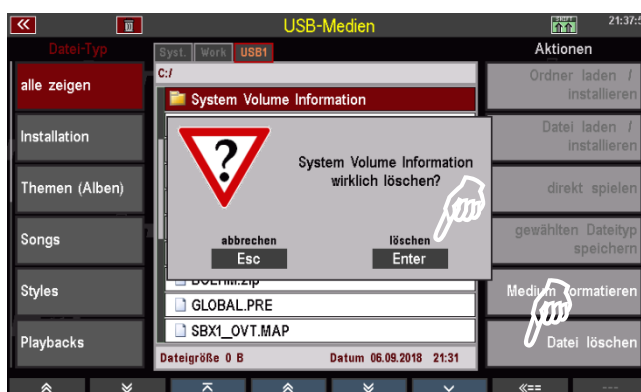 USB-Medien
21:37:5
Datei-Typ
Syst. Work USB1
Aktionen
C:/
alle zeigen
System Volume Information
Ordner laden /
installieren
Installation
Datei laden /
installieren
?
System Volume Information
wirklich löschen?
Themen (Alben)
direkt spielen
Songs
gewählten Dateityp
speichern
abbrechen
Esc
löschen
Enter
Styles
Medium formatieren
GLOBAL.PRE
SBX1_OVT.MAP
Playbacks
Datei löschen
Dateigröße 0 B Datum 06.09.2018 21:31